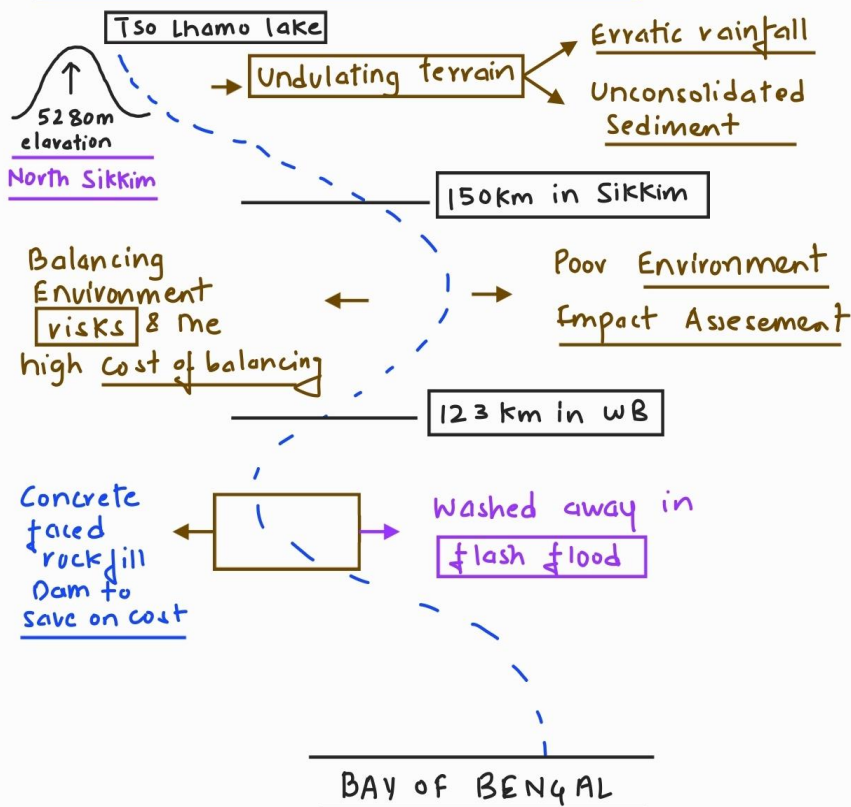 Tso Lhamo lake
5280m
elavation
North Sikkim
Undulating terrain
Erratic rainfall
Unconsolidated
Sediment
150km in Sikkim
Balancing
Environment
risks & the
high cost of balancing
Poor Environment
Impact Assesement
123 km in WB
Concrete
faced
rockfill
Dam to
save on cost
Washed away in
flash flood
BAY OF BENGAL